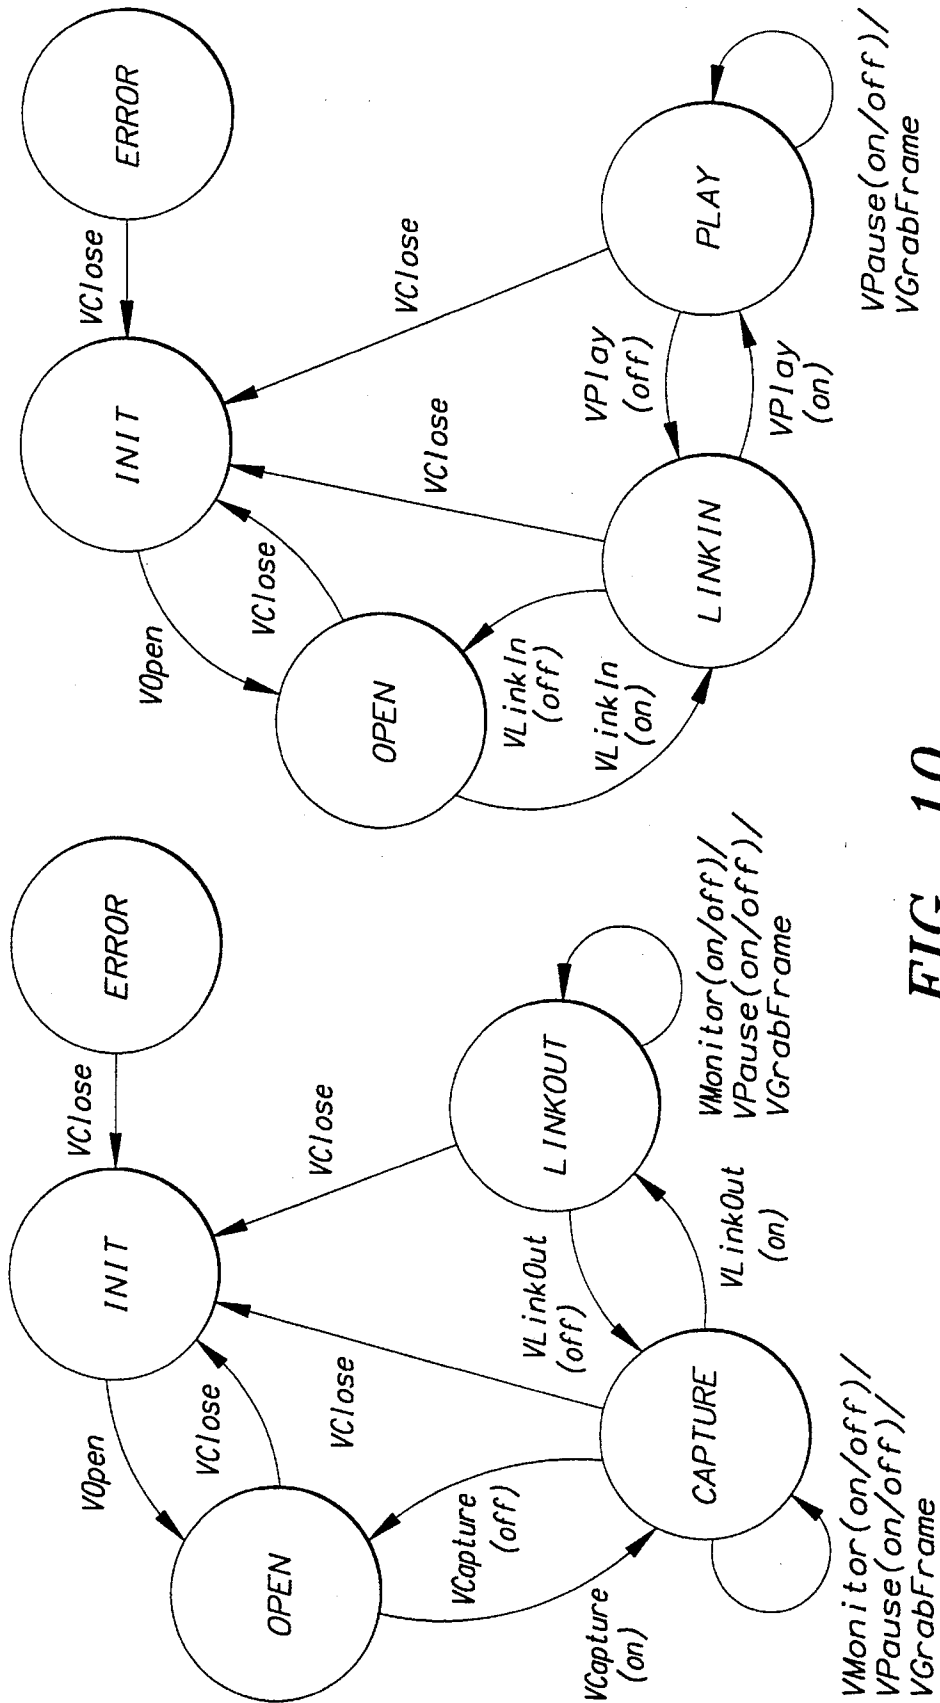 ERROR
VClose
INIT
VOpen
VClose
OPEN
VClose
VClose
VCapture
(off)
VCapture
(on)
CAPTURE
VLinkOut
(off)
LINKOUT
VLinkOut
(on)
VMonitor(on/off)/
VPause(on/off)/
VGrabFrame
VMonitor(on/off)/
VPause(on/off)/
VGrabFrame
ERROR
VClose
INIT
VOpen
VClose
OPEN
VClose
VClose
VLinkIn
(off)
VLinkIn
(on)
LINKIN
VPlay
(off)
VPlay
(on)
PLAY
VPause(on/off)/
VGrabFrame
FIG. 10